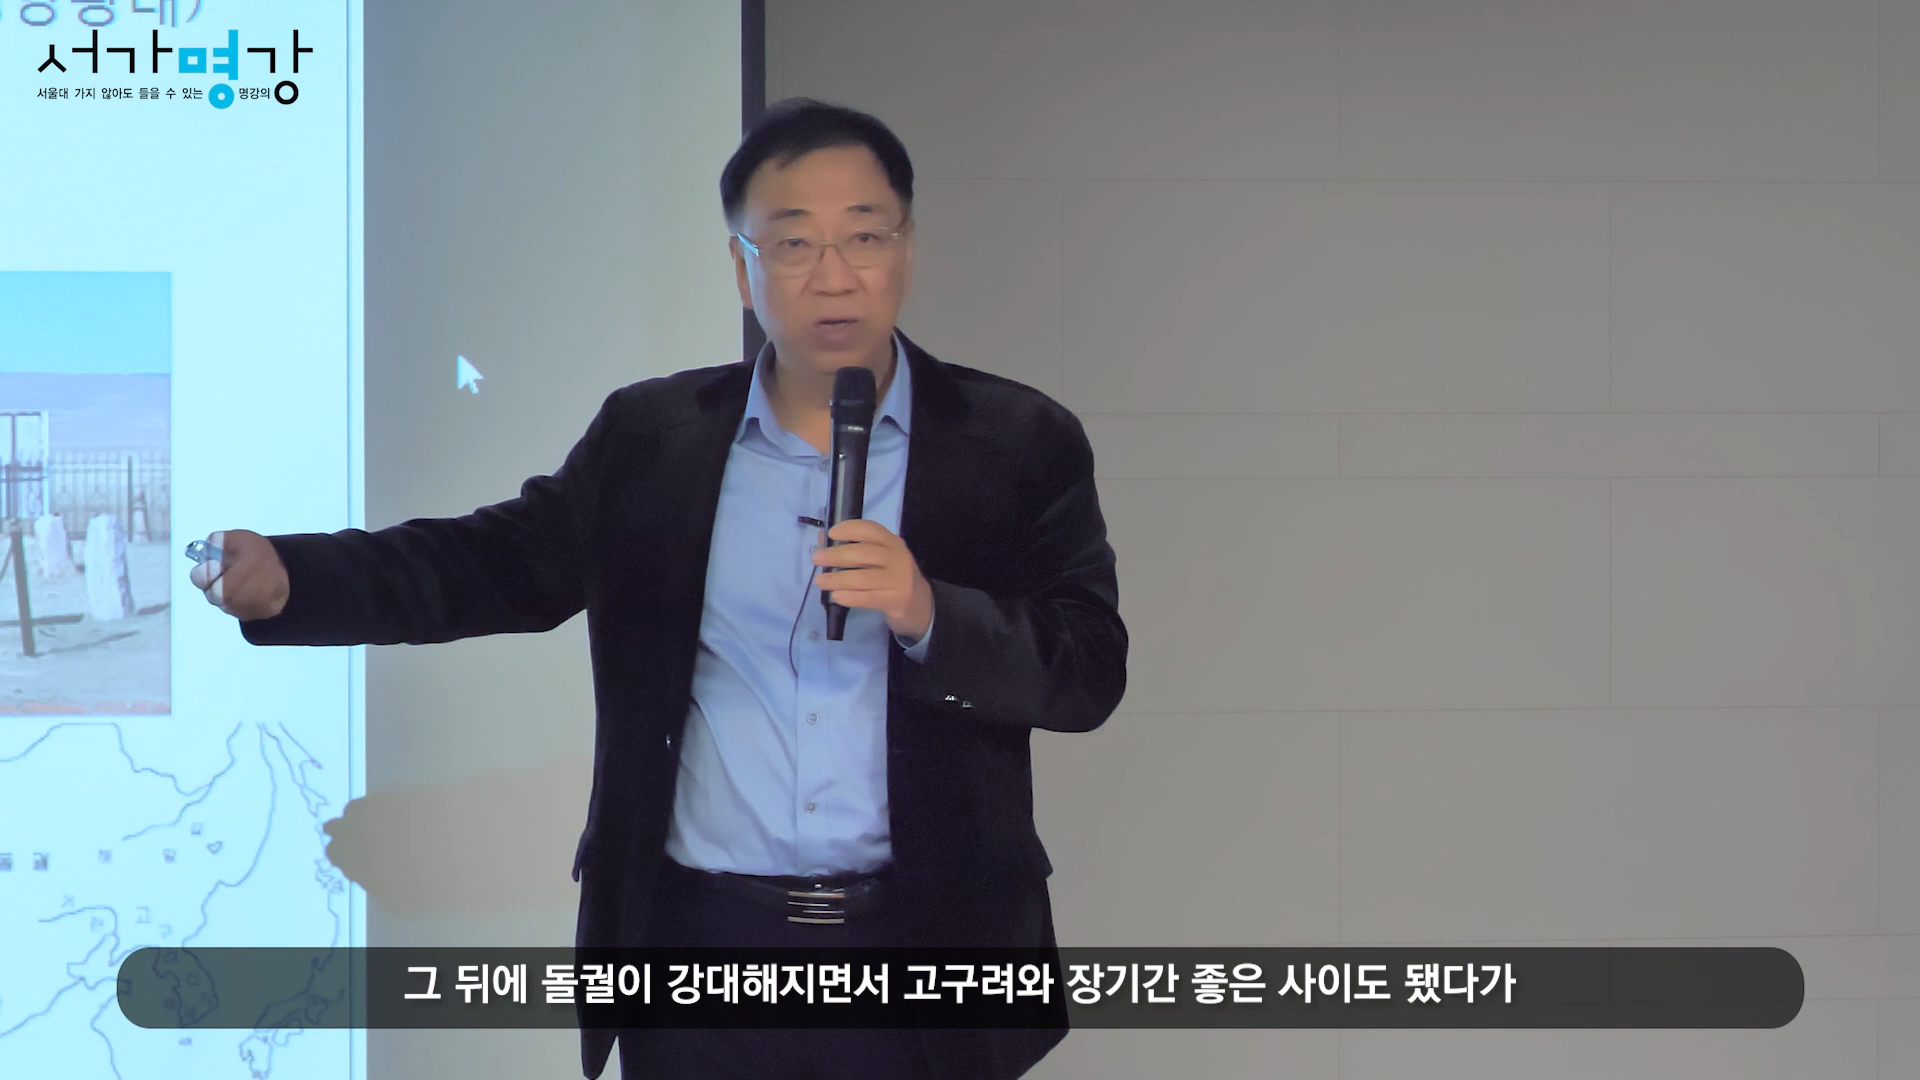 서가명강
서울대 가지 않아도 들을 수 있는 명강의
고
구
그 뒤에 돌궐이 강대해지면서 고구려와 장기간 좋은 사이도 됐다가